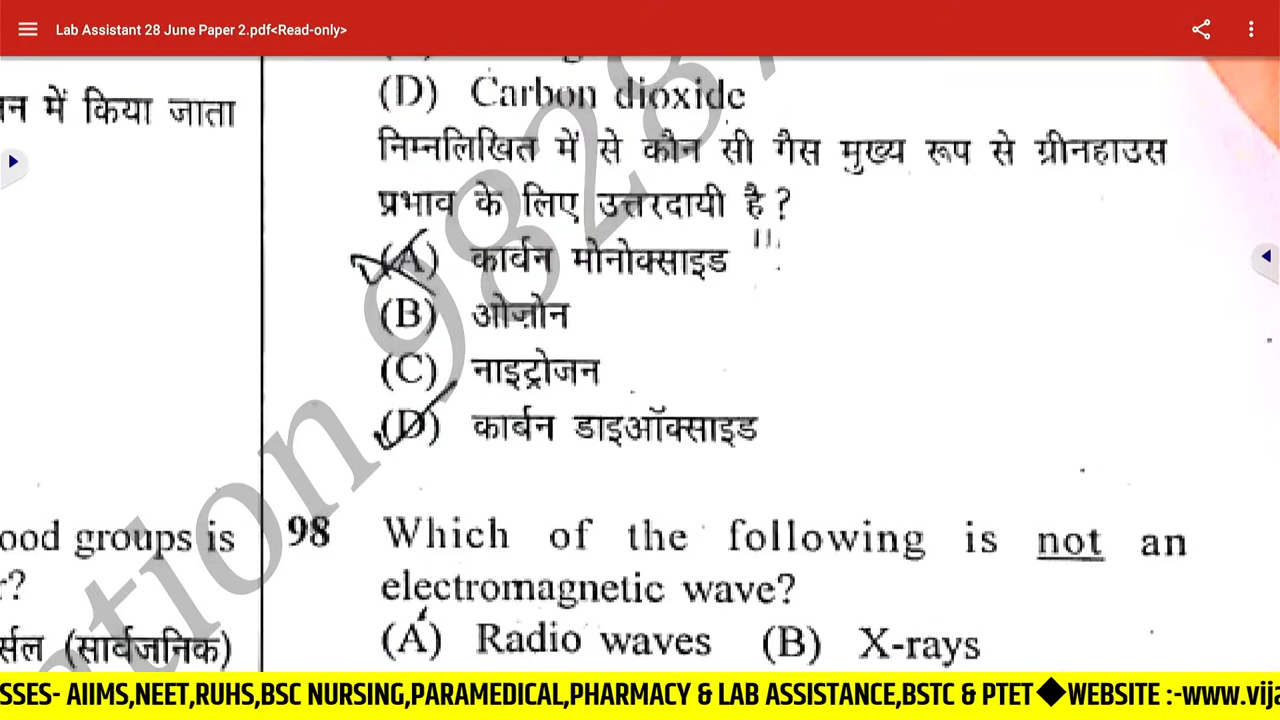 Lab Assistant 28 June Paper 2.pdf<Read-only>
न में किया जाता
(D) Carbon dioxide
निम्नलिखित में से कौन सी गैस मुख्य रूप से ग्रीनहाउस
प्रभाव के लिए उत्तरदायी है ?
(A) कार्बन मोनोक्साइड
(B) ओज़ोन
(C) नाइट्रोजन
(D) कार्बन डाइऑक्साइड
ood groups is
r?
र्सल (सार्वजनिक)
98 Which of the following is not an
electromagnetic wave?
(A) Radio waves (B) X-rays
tion 9828
SSES- AIIMS,NEET,RUHS,BSC NURSING,PARAMEDICAL,PHARMACY & LAB ASSISTANCE,BSTC & PTET◆WEBSITE :-www.vija